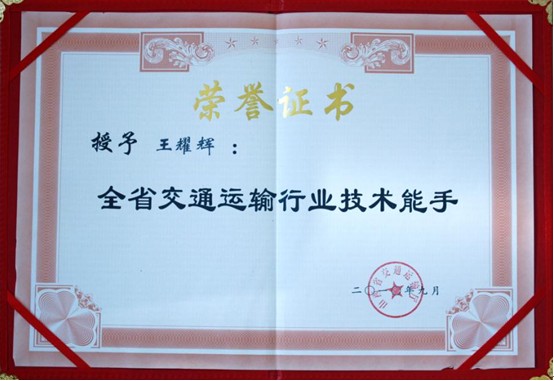 荣誉证书
授予 王耀辉：
全省交通运输行业技术能手
二〇一 年九月